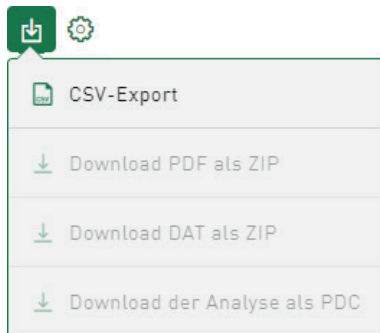 CSV-Export
Download PDF als ZIP
Download DAT als ZIP
Download der Analyse als PDC